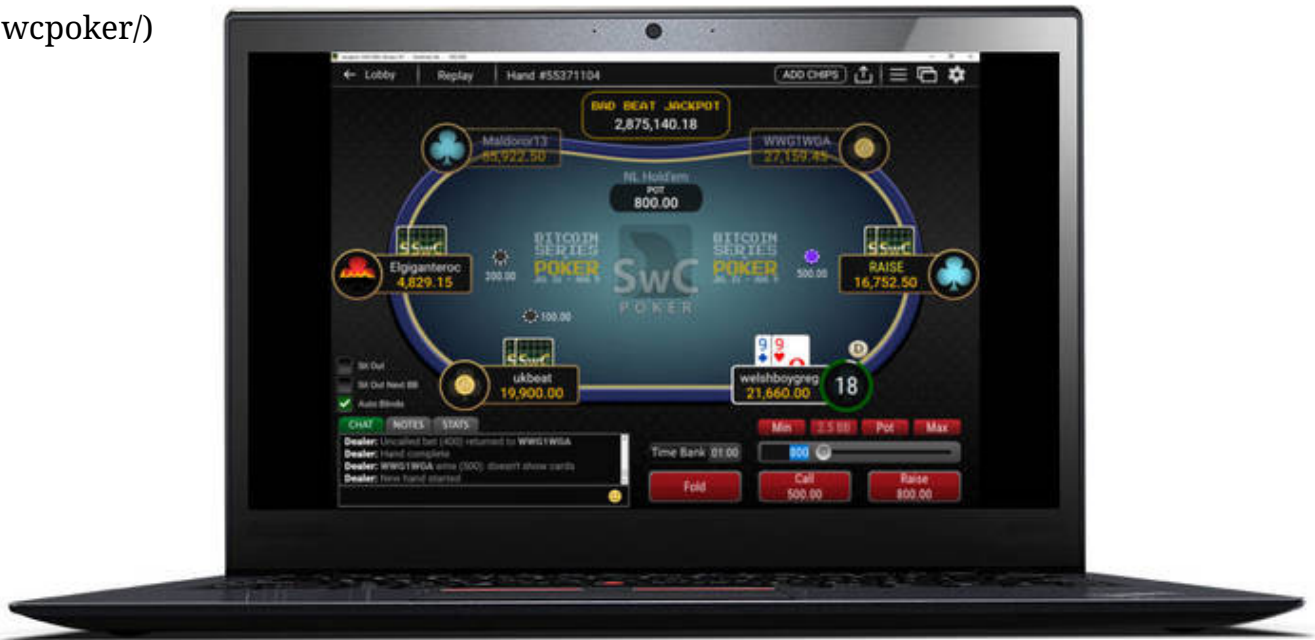 wcpoker/)
← Lobby Replay Hand #55371104 ADD CHIPS
BAD BEAT JACKPOT
2,875,140.18
Maldoror13
65,922.50
WWG1WGA
27,159.45
NL Hold'em
POT
800.00
SwC
SwC
Elgiganteroc
4,829.15
200.00
BITCOIN
SERIES
POKER
SwC
POKER
BITCOIN
SERIES
POKER
500.00
RAISE
16,752.50
100.00
SwC
9 9
D
ukbeat
19,900.00
welshboygreg
21,660.00
18
Sit Out
Sit Out Next BB
Auto Blinds
CHAT NOTES STATS
Dealer: Uncalled bet (400) returned to WWG1WGA
Dealer: Hand complete
Dealer: WWG1WGA wins (500) doesn't show cards
Dealer: New hand started
Min 2.5 BB Pot Max
Time Bank 01:00 800
Fold
Call
500.00
Raise
800.00